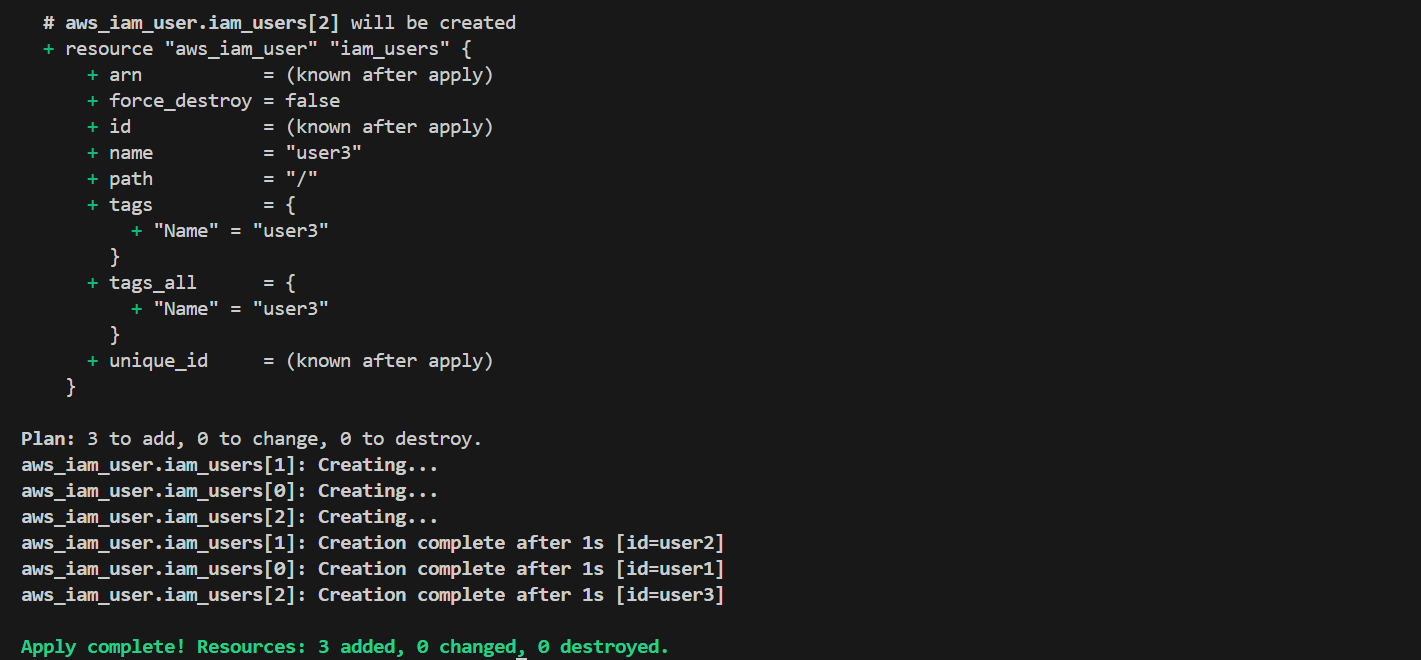 # aws_iam_user.iam_users[2] will be created
+ resource "aws_iam_user" "iam_users" {
+ arn = (known after apply)
+ force_destroy = false
+ id = (known after apply)
+ name = "user3"
+ path = "/"
+ tags = {
+ "Name" = "user3"
}
+ tags_all = {
+ "Name" = "user3"
}
+ unique_id = (known after apply)
}
Plan: 3 to add, 0 to change, 0 to destroy.
aws_iam_user.iam_users[1]: Creating...
aws_iam_user.iam_users[0]: Creating...
aws_iam_user.iam_users[2]: Creating...
aws_iam_user.iam_users[1]: Creation complete after 1s [id=user2]
aws_iam_user.iam_users[0]: Creation complete after 1s [id=user1]
aws_iam_user.iam_users[2]: Creation complete after 1s [id=user3]
Apply complete! Resources: 3 added, 0 changed, 0 destroyed.